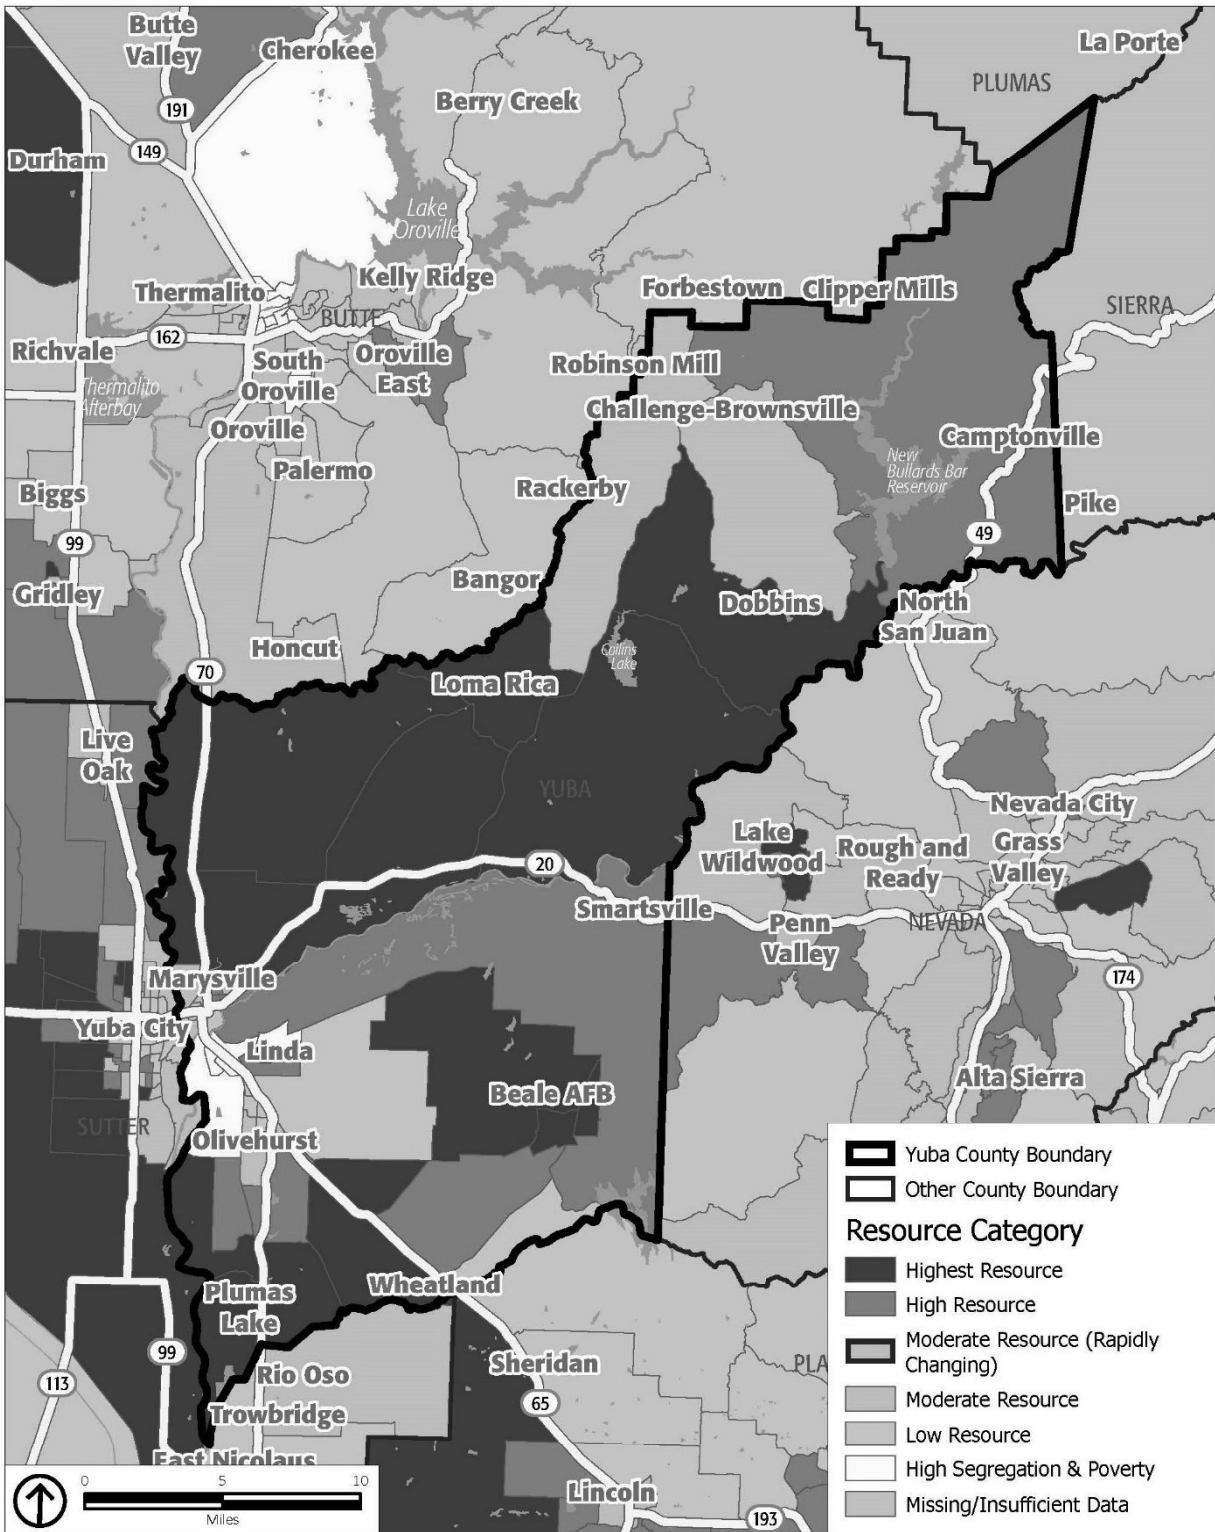 Butte
Valley
Cherokee
La Porte
PLUMAS
Berry Creek
191
149
Durham
Lake
Oroville
Kelly Ridge
Thermalito
Forbestown
Clipper Mills
SIERRA
BUTTE
162
Richvale
South
Oroville
Oroville
East
Robinson Mill
Thermalito
Afterbay
Challenge-Brownsville
Oroville
Camptonville
Palermo
New
Bullards Bar
Reservoir
Biggs
Rackerby
Pike
99
49
Gridley
Bangor
Dobbins
North
San Juan
Honcut
Collins
Lake
70
Loma Rica
Live
Oak
YUBA
Nevada City
Lake
Wildwood
Rough and
Ready
Grass
Valley
20
Smartsville
Penn
Valley
NEVADA
Marysville
174
Yuba City
Linda
Alta Sierra
Beale AFB
SUTTER
Olivehurst
Wheatland
Plumas
Lake
99
113
Rio Oso
Sheridan
PLA
Trowbridge
65
East Nicolaus
Lincoln
193
Yuba County Boundary
Other County Boundary
Resource Category
Highest Resource
High Resource
Moderate Resource (Rapidly
Changing)
Moderate Resource
Low Resource
High Segregation & Poverty
Missing/Insufficient Data
0 5 10
Miles